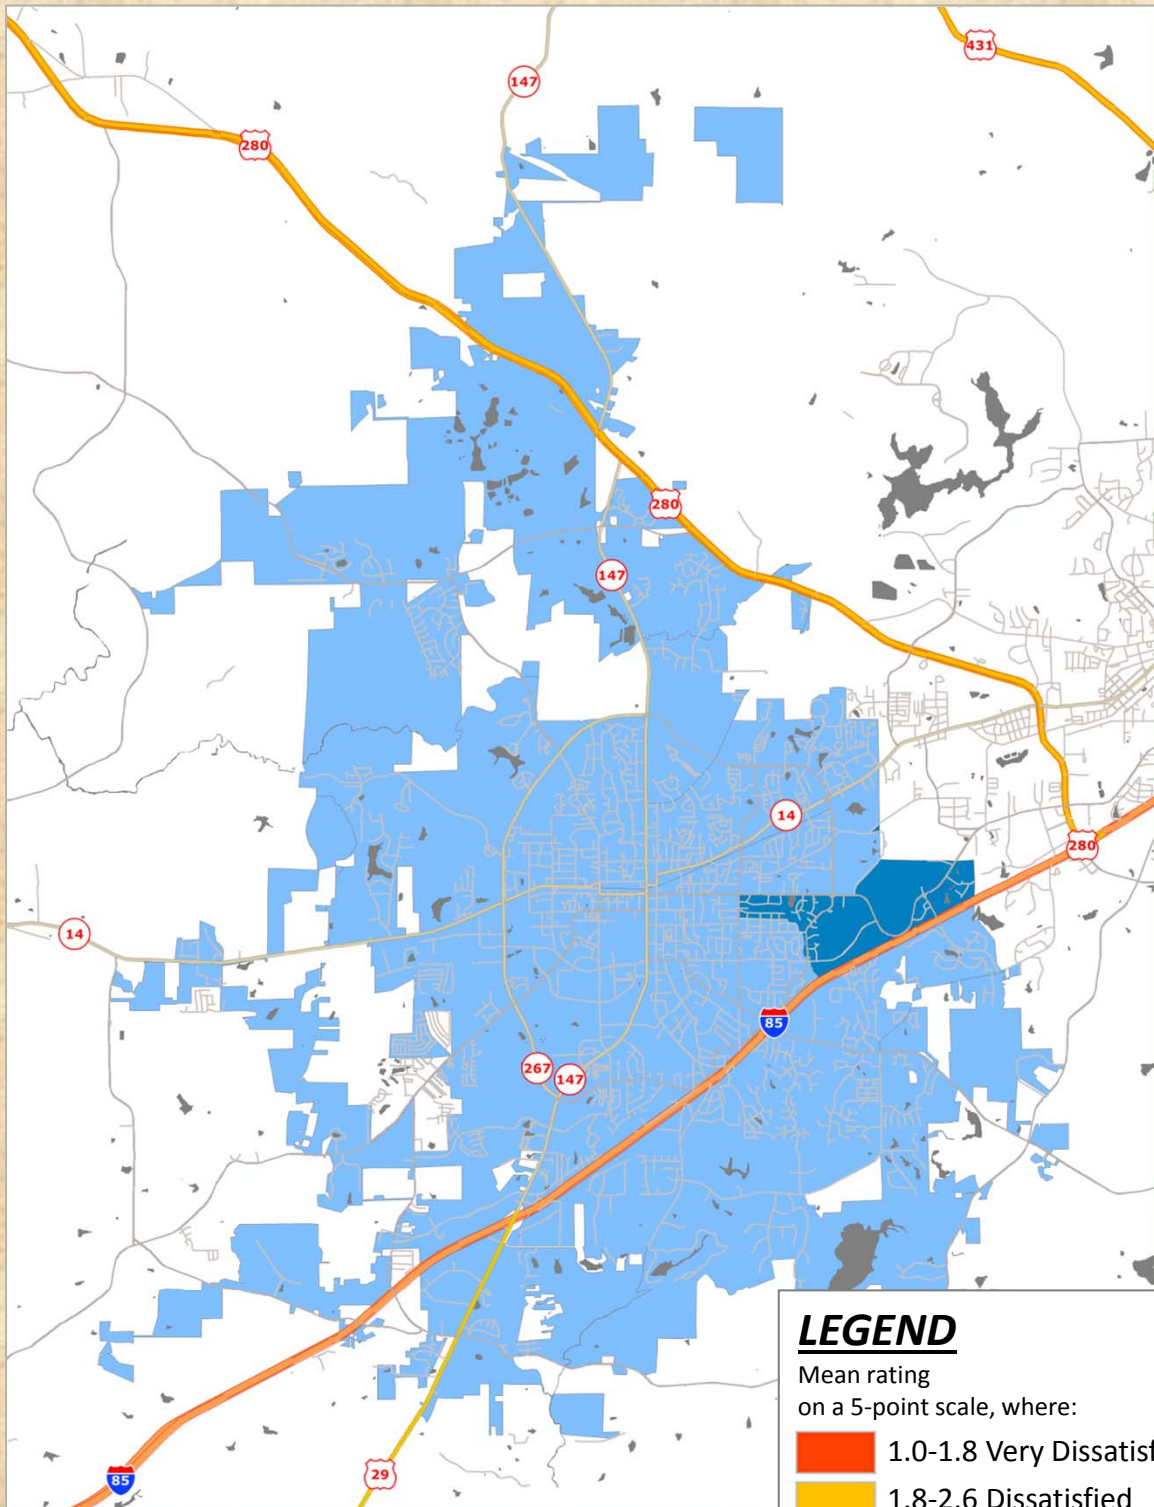 431
147
280
280
147
14
280
14
85
267
147
29
85
LEGEND
Mean rating
on a 5-point scale, where:
1.0-1.8 Very Dissatisf
1.8-2.6 Dissatisfied